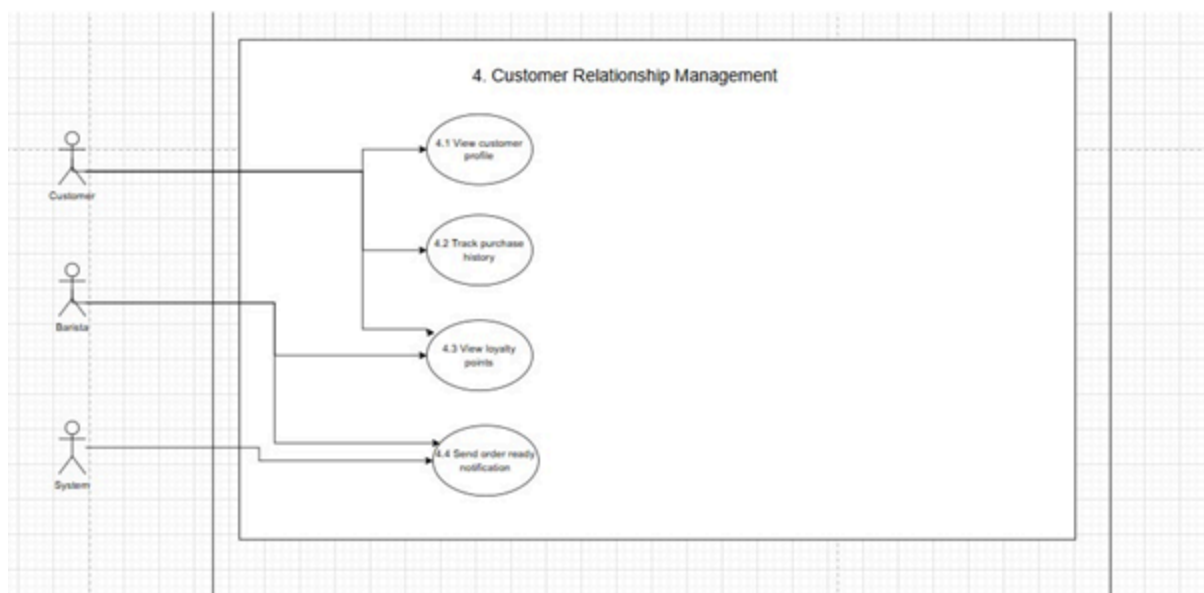 4. Customer Relationship Management
4.1 View customer
profile
Customer
4.2 Track purchase
history
Barista
4.3 View loyalty
points
4.4 Send order ready
notification
System